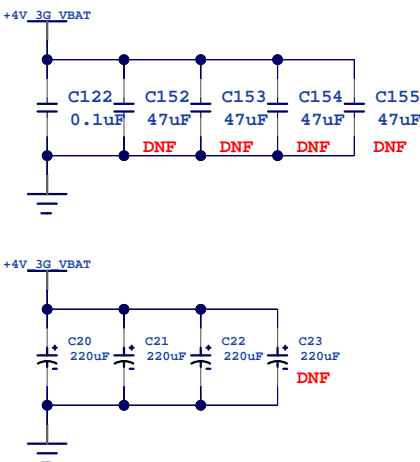 +4V_3G_VBAT
C122 C152 C153 C154 C155
0.1uF 47uF 47uF 47uF 47uF
DNF DNF DNF DNF
+4V_3G_VBAT
C20 C21 C22 C23
220uF 220uF 220uF 220uF
DNF